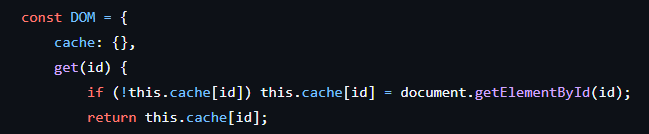 const DOM = {
    cache: {},
    get(id) {
        if (!this.cache[id]) this.cache[id] = document.getElementById(id);
        return this.cache[id];